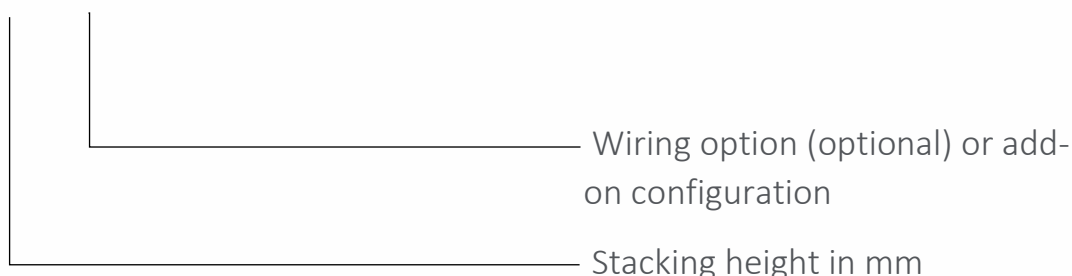 Wiring option (optional) or add-
on configuration
Stacking height in mm